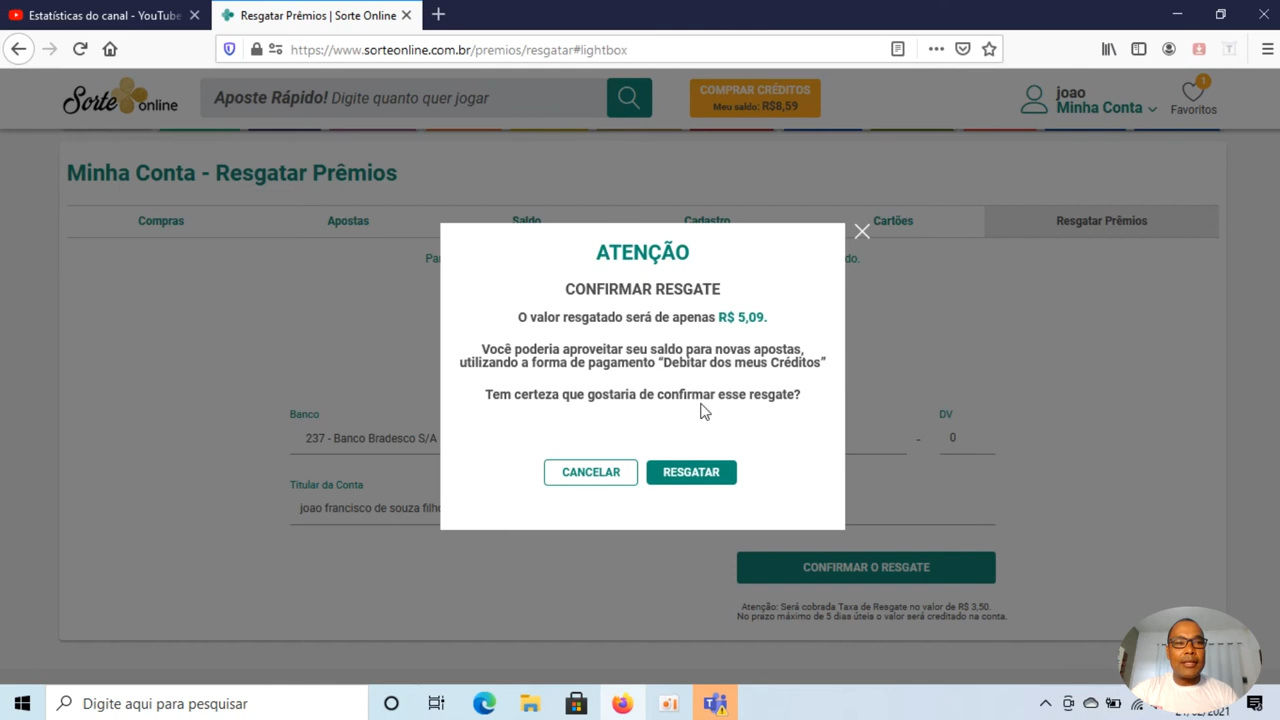 Estatísticas do canal - YouTube
Resgatar Prêmios | Sorte Online
https://www.sorteonline.com.br/premios/resgatar#lightbox
Sorte online
Aposte Rápido! Digite quanto quer jogar
COMPRAR CRÉDITOS
Meu saldo: R$8,59
joao
Minha Conta
1
Favoritos
Minha Conta - Resgatar Prêmios
Compras
Apostas
Saldo
Cadastro
Cartões
Resgatar Prêmios
ATENÇÃO
CONFIRMAR RESGATE
O valor resgatado será de apenas R$ 5,09.
Você poderia aproveitar seu saldo para novas apostas,
utilizando a forma de pagamento “Debitar dos meus Créditos”
Tem certeza que gostaria de confirmar esse resgate?
CANCELAR
RESGATAR
Banco
237 - Banco Bradesco S/A
-
DV
0
Titular da Conta
joao francisco de souza filho
CONFIRMAR O RESGATE
Atenção: Será cobrada Taxa de Resgate no valor de R$ 3,50.
No prazo máximo de 5 dias úteis o valor será creditado na conta.
Digite aqui para pesquisar
21/02/2021